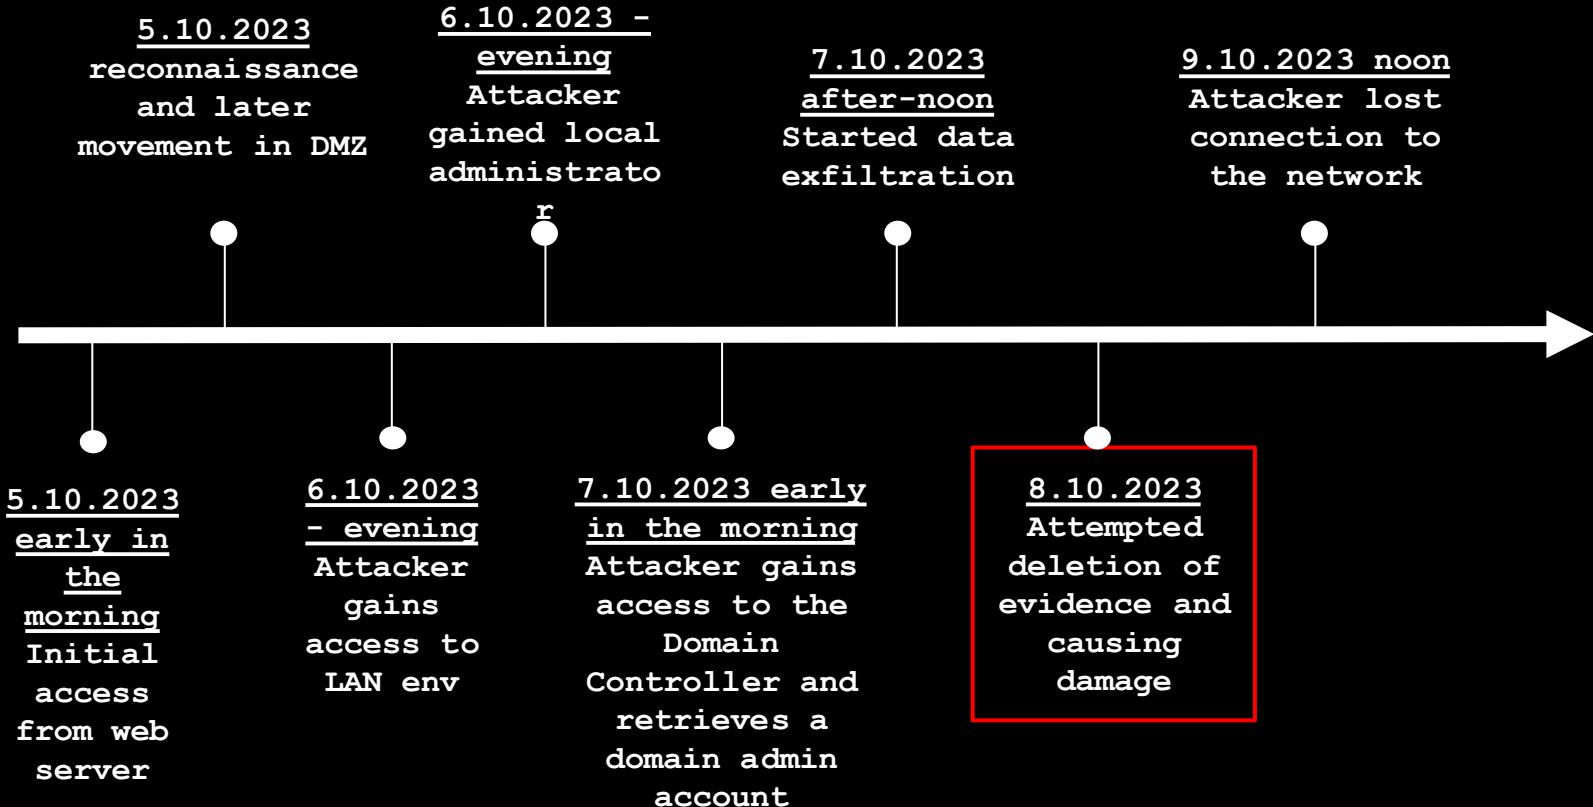 5.10.2023
reconnaissance
and later
movement in DMZ
6.10.2023 -
evening
Attacker
gained local
administrato
r
7.10.2023
after-noon
Started data
exfiltration
9.10.2023 noon
Attacker lost
connection to
the network
5.10.2023
early in
the
morning
Initial
access
from web
server
6.10.2023
- evening
Attacker
gains
access to
LAN env
7.10.2023 early
in the morning
Attacker gains
access to the
Domain
Controller and
retrieves a
domain admin
account
8.10.2023
Attempted
deletion of
evidence and
causing
damage